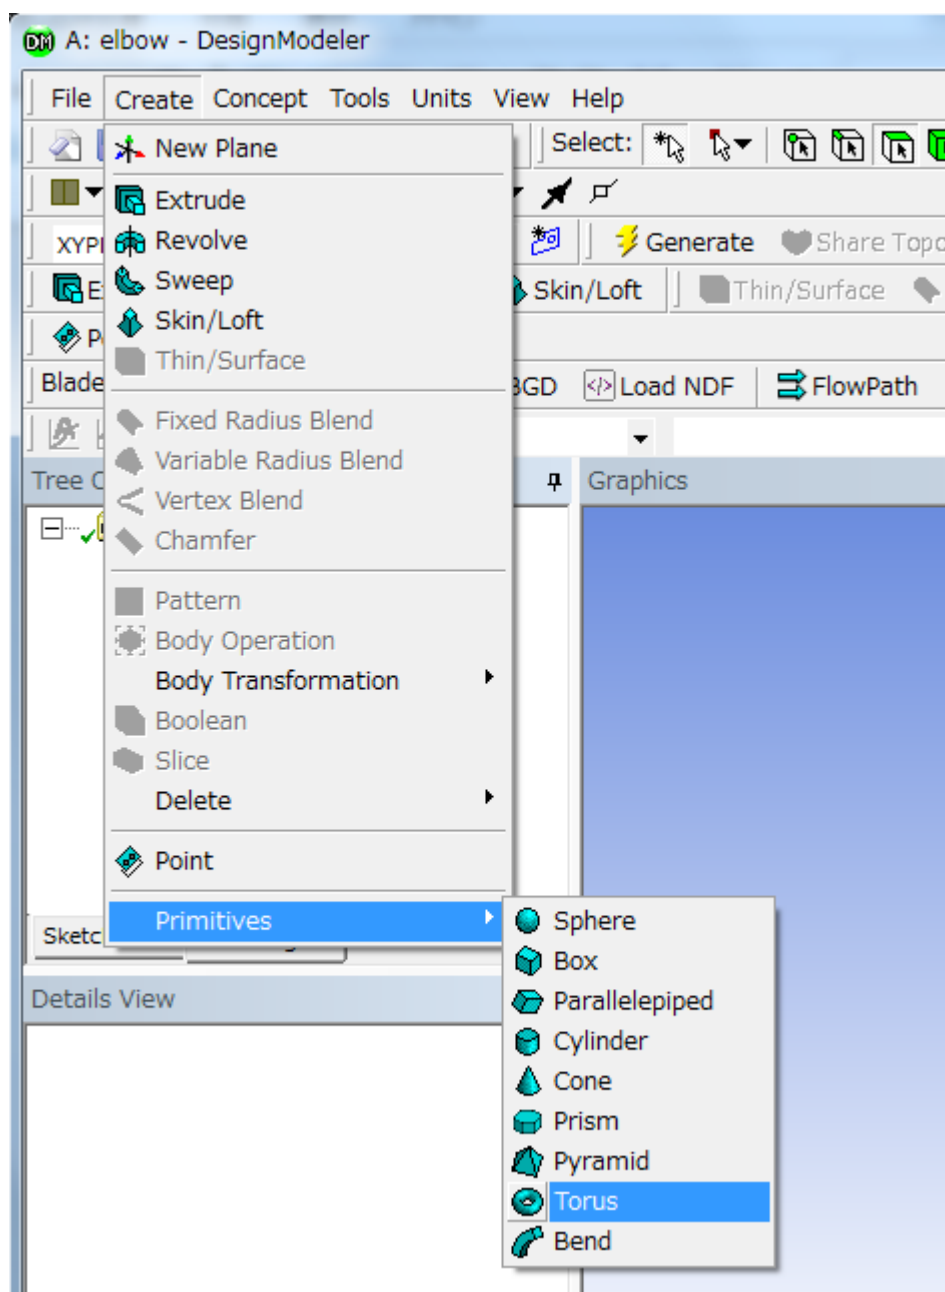 DM A: elbow - DesignModeler
File Create Concept Tools Units View Help
New Plane
Select:
Extrude
Revolve
Generate Share Topo
Sweep
Skin/Loft Thin/Surface
Skin/Loft
Thin/Surface
Blade
BGD Load NDF FlowPath
Fixed Radius Blend
Variable Radius Blend
Tree
Graphics
Vertex Blend
Chamfer
Pattern
Body Operation
Body Transformation
Boolean
Slice
Delete
Point
Primitives
Sketc
Sphere
Box
Details View
Parallelepiped
Cylinder
Cone
Prism
Pyramid
Torus
Bend